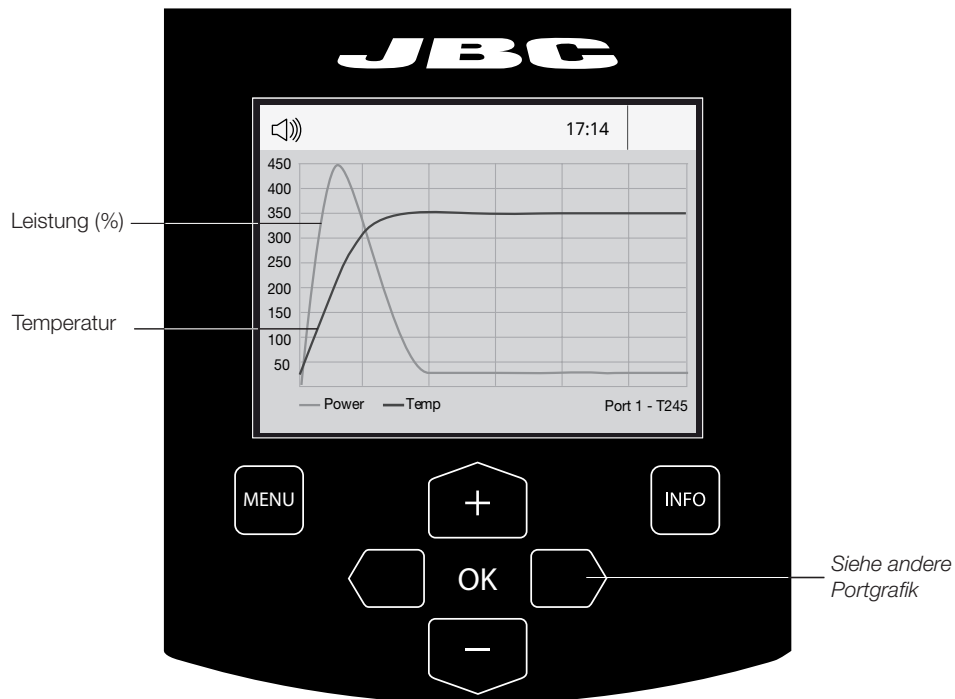 JBC
17:14
450
400
350
300
250
200
150
100
50
Leistung (%)
Temperatur
Power Temp Port 1 - T245
MENU
+
INFO
OK
−
Siehe andere
Portgrafik